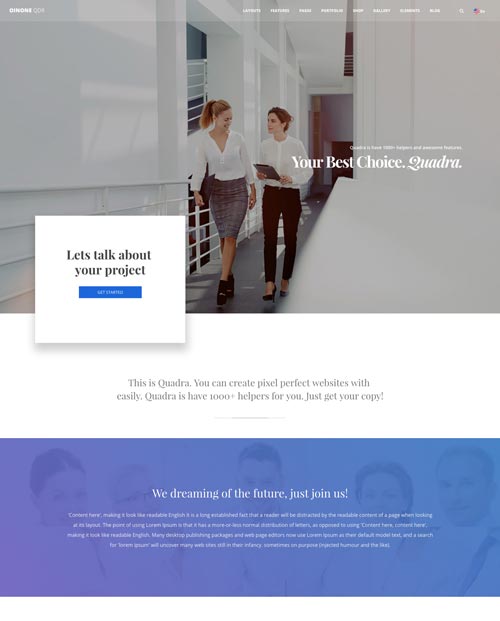 OINONE QDR
LAYOUTS FEATURES PAGES PORTFOLIO SHOP GALLERY ELEMENTS BLOG En
Quadra is have 1000+ helpers and awesome features.
Your Best Choice. Quadra.
Lets talk about
your project
GET STARTED
This is Quadra. You can create pixel perfect websites with
easily. Quadra is have 1000+ helpers for you. Just get your copy!
We dreaming of the future, just join us!
'Content here', making it look like readable English It is a long established fact that a reader will be distracted by the readable content of a page when looking
at its layout. The point of using Lorem Ipsum is that it has a more-or-less normal distribution of letters, as opposed to using 'Content here, content here',
making it look like readable English. Many desktop publishing packages and web page editors now use Lorem Ipsum as their default model text, and a search
for 'lorem ipsum' will uncover many web sites still in their infancy. sometimes on purpose (injected humour and the like).